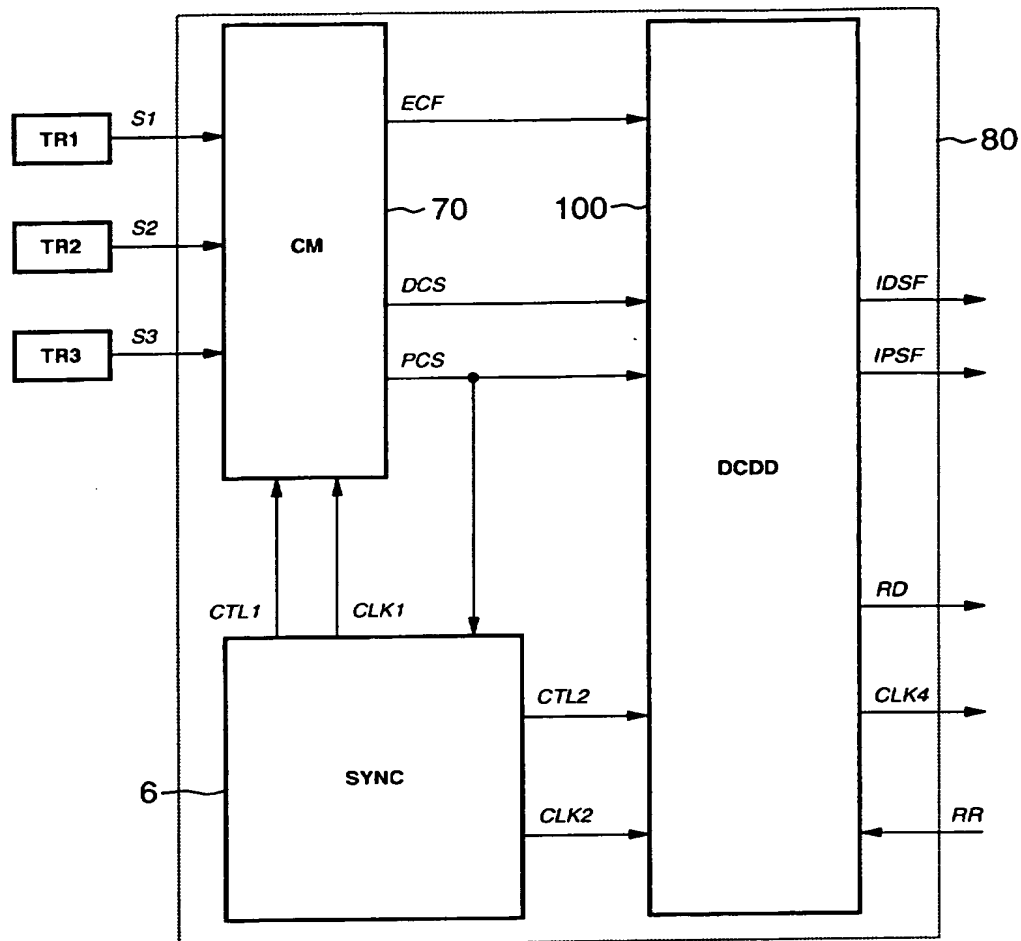 ECF
S1
TR1
80
70
100
S2
TR2
CM
DCS
IDSF
S3
TR3
PCS
IPSF
DCDD
CTL1
CLK1
RD
CTL2
CLK4
SYNC
6
CLK2
RR